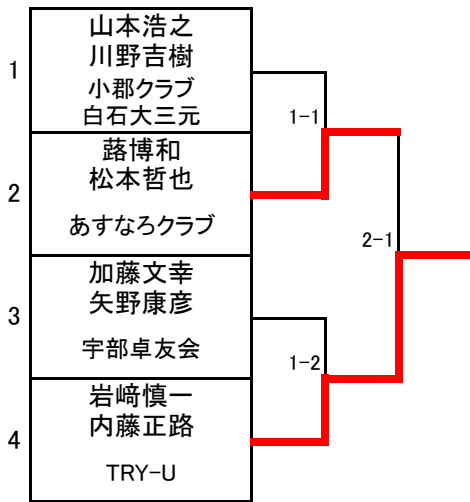 1
山本浩之
川野吉樹
小郡クラブ
白石大三元
1-1
2
蕗博和
松本哲也
あすなろクラブ
2-1
3
加藤文幸
矢野康彦
宇部卓友会
1-2
4
岩﨑慎一
内藤正路
TRY-U